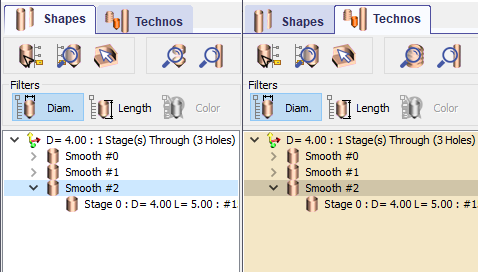 Shapes
Technos
Filters
Diam.
Length
Color
D= 4.00 : 1 Stage(s) Through (3 Holes)
Smooth #0
Smooth #1
Smooth #2
Stage 0 : D= 4.00 L= 5.00 : #1
Shapes
Technos
Filters
Diam.
Length
Color
D= 4.00 : 1 Stage(s) Through (3 Holes)
Smooth #0
Smooth #1
Smooth #2
Stage 0 : D= 4.00 L= 5.00 : #1